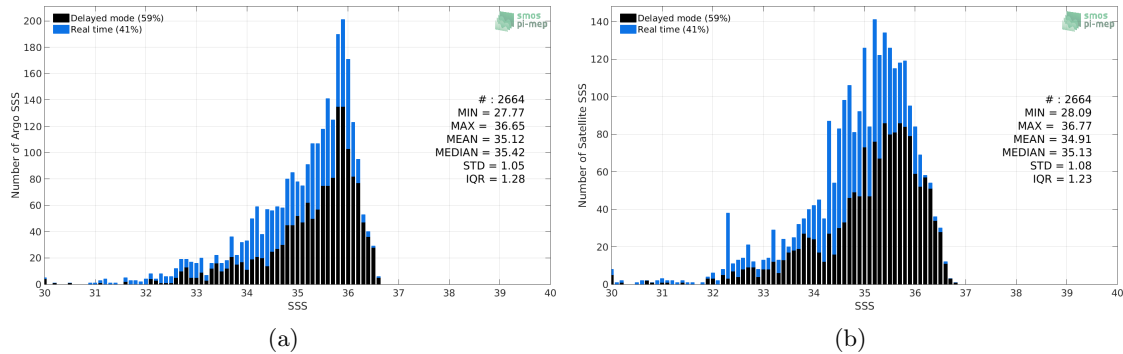 Delayed mode (59%)
Real time (41%)
smos
pi-mep
200
180
160
140
120
100
80
60
40
20
0
Number of Argo SSS
# : 2664
MIN = 27.77
MAX = 36.65
MEAN = 35.12
MEDIAN = 35.42
STD = 1.05
IQR = 1.28
30 31 32 33 34 35 36 37 38 39 40
SSS
(a)
Delayed mode (59%)
Real time (41%)
smos
pi-mep
140
120
100
80
60
40
20
0
Number of Satellite SSS
# : 2664
MIN = 28.09
MAX = 36.77
MEAN = 34.91
MEDIAN = 35.13
STD = 1.08
IQR = 1.23
30 31 32 33 34 35 36 37 38 39 40
SSS
(b)